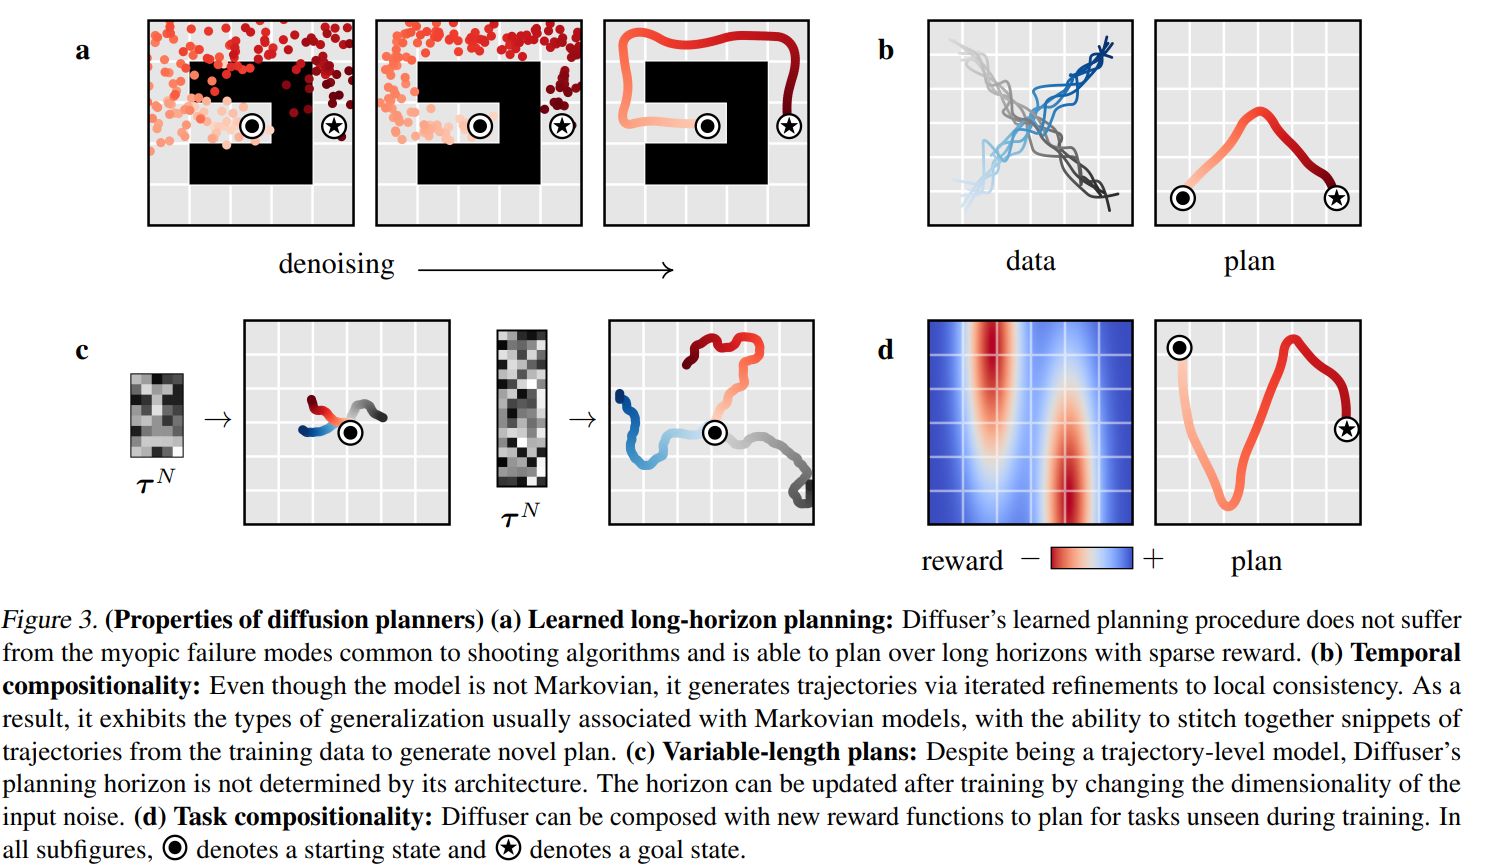 a
b
denoising
data
plan
c
d
τᴺ
τᴺ
reward − +
plan
Figure 3. (Properties of diffusion planners) (a) Learned long-horizon planning: Diffuser’s learned planning procedure does not suffer
from the myopic failure modes common to shooting algorithms and is able to plan over long horizons with sparse reward. (b) Temporal
compositionality: Even though the model is not Markovian, it generates trajectories via iterated refinements to local consistency. As a
result, it exhibits the types of generalization usually associated with Markovian models, with the ability to stitch together snippets of
trajectories from the training data to generate novel plan. (c) Variable-length plans: Despite being a trajectory-level model, Diffuser’s
planning horizon is not determined by its architecture. The horizon can be updated after training by changing the dimensionality of the
input noise. (d) Task compositionality: Diffuser can be composed with new reward functions to plan for tasks unseen during training. In
all subfigures, denotes a starting state and denotes a goal state.